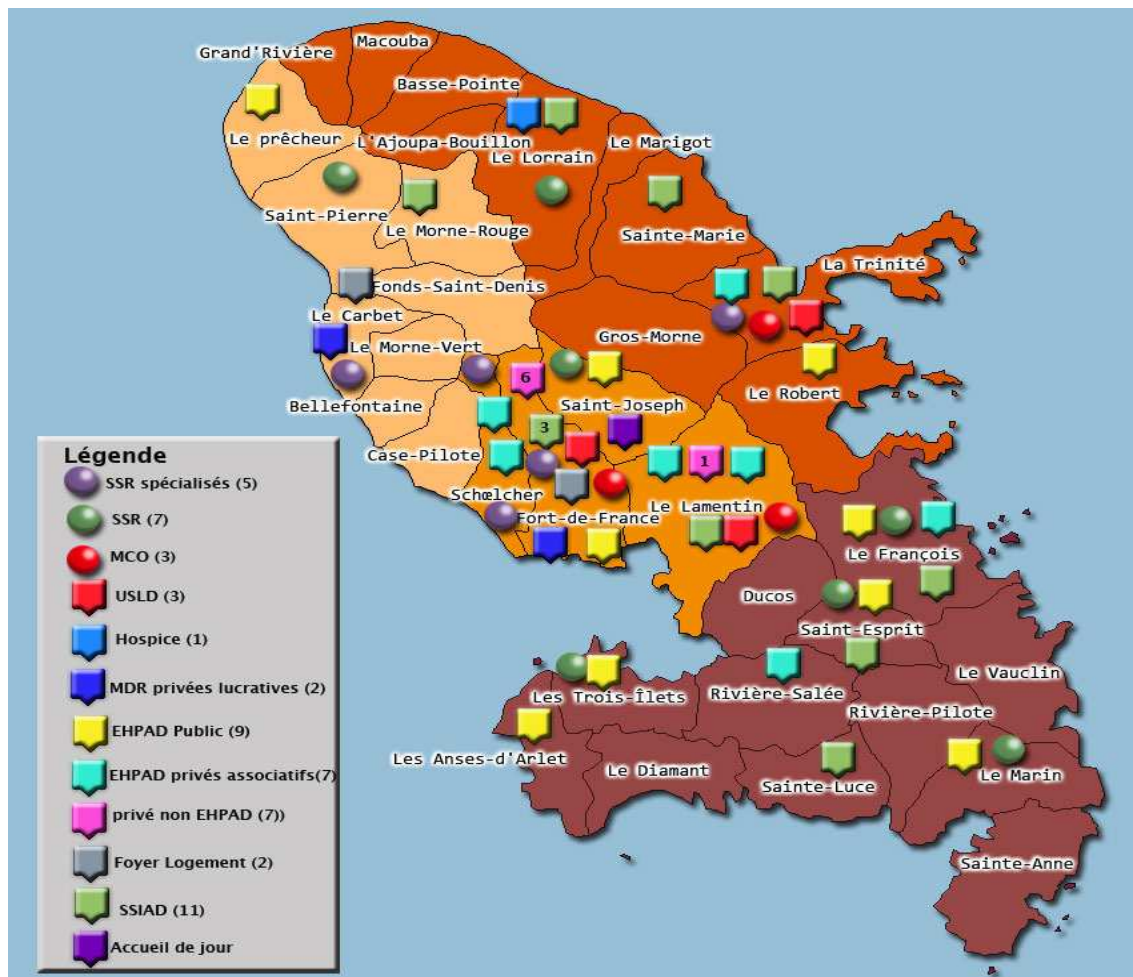 Grand'Rivière
Macouba
Basse-Pointe
Le prêcheur
L'Ajoupa-Bouillon
Le Lorrain
Le Marigot
Saint-Pierre
Le Morne-Rouge
Sainte-Marie
La Trinité
Fonds-Saint-Denis
Le Carbet
Le Morne-Vert
Gros-Morne
Le Robert
Bellefontaine
6
Saint-Joseph
3
Case-Pilote
1
Schœlcher
Le Lamentin
Fort-de-France
Le François
Ducos
Saint-Esprit
Le Vauclin
Les Trois-Îlets
Rivière-Salée
Rivière-Pilote
Les Anses-d'Arlet
Le Diamant
Sainte-Luce
Le Marin
Sainte-Anne
Légende
SSR spécialisés (5)
SSR (7)
MCO (3)
USLD (3)
Hospice (1)
MDR privées lucratives (2)
EHPAD Public (9)
EHPAD privés associatifs(7)
privé non EHPAD (7))
Foyer Logement (2)
SSIAD (11)
Accueil de jour